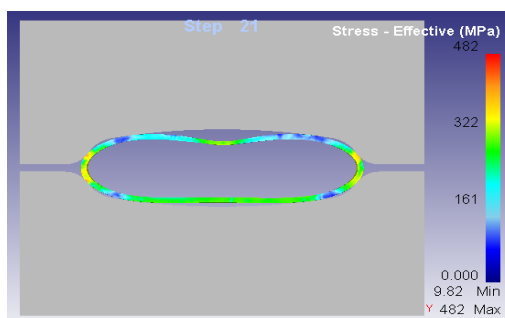 Step 21
Stress - Effective (MPa)
482
322
161
0.000
9.82 Min
Y 482 Max